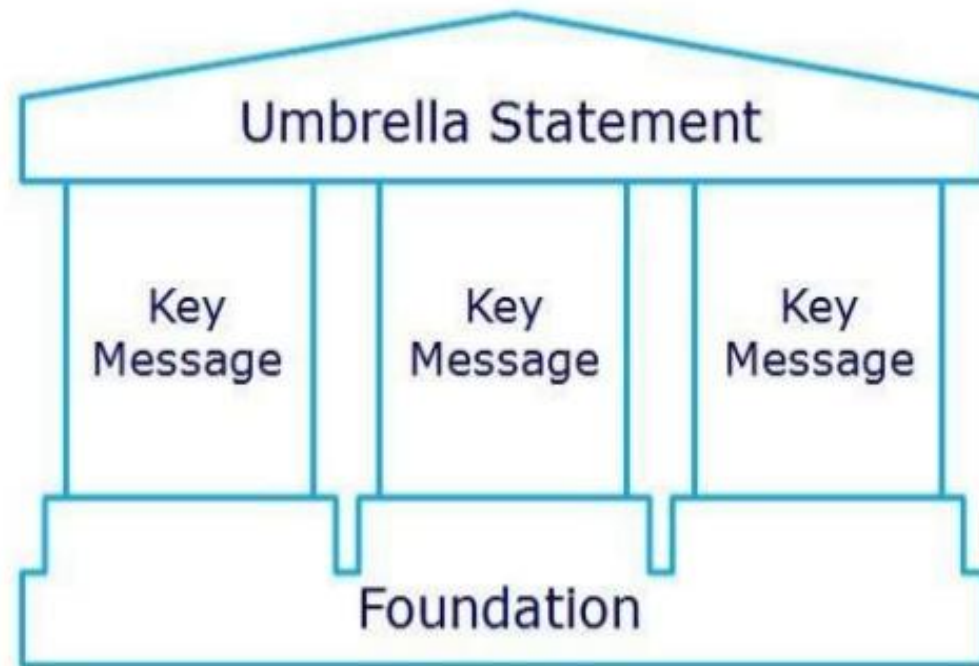 Umbrella Statement
Key
Message
Key
Message
Key
Message
Foundation